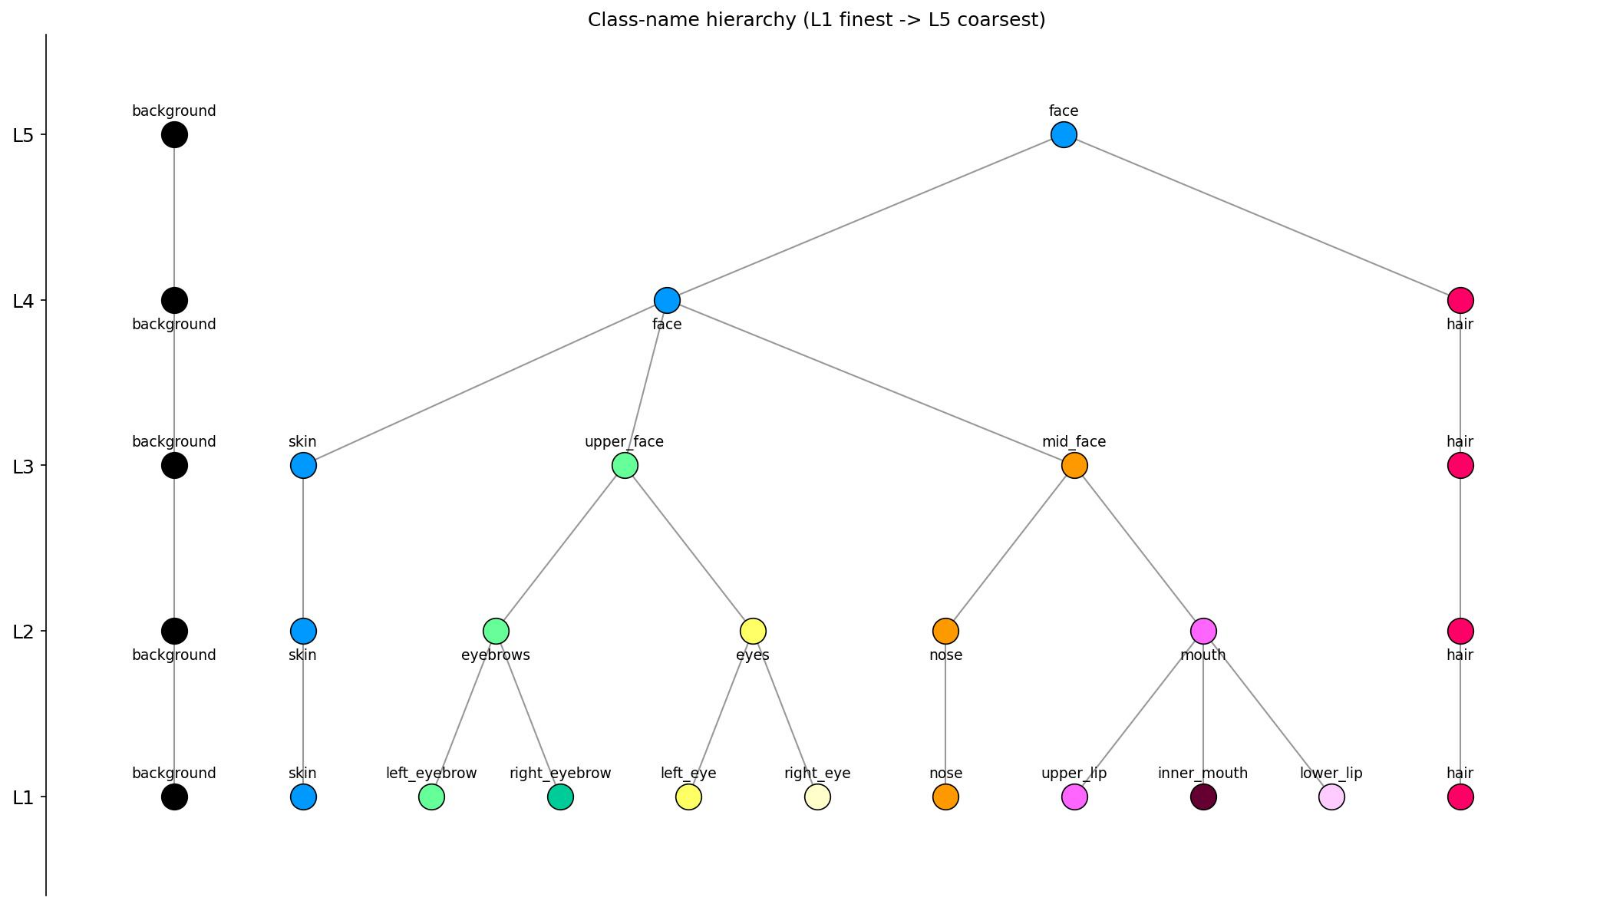 Class-name hierarchy (L1 finest -> L5 coarsest)
background face
L5
L4
background face hair
background skin upper_face mid_face hair
L3
L2
background skin eyebrows eyes nose mouth hair
background skin left_eyebrow right_eyebrow left_eye right_eye nose upper_lip inner_mouth lower_lip hair
L1